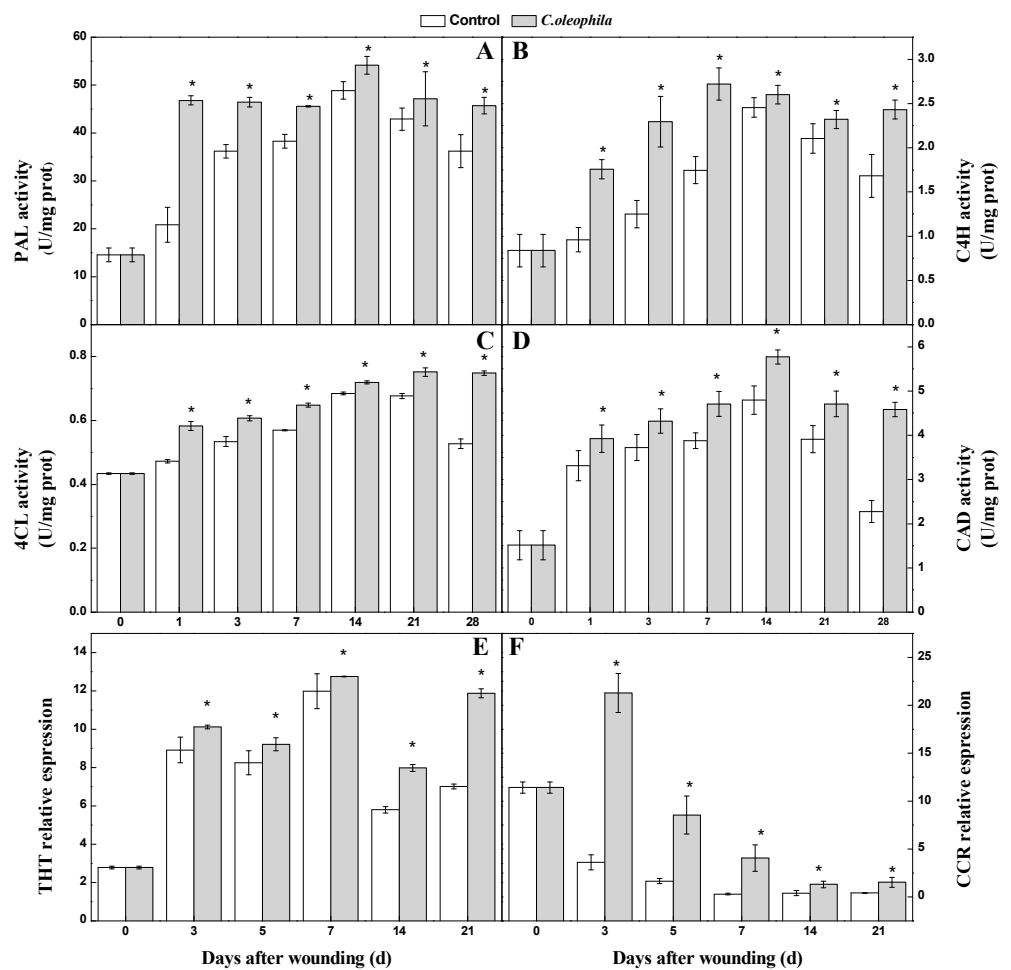 Control C.oleophila
60
50
40
30
20
10
0
PAL activity
(U/mg prot)
A
* * * * * *
B
* * * * * *
3.0
2.5
2.0
1.5
1.0
0.5
0.0
C4H activity
(U/mg prot)
0.8
0.6
0.4
0.2
0.0
4CL activity
(U/mg prot)
C
* * * * * *
0 1 3 7 14 21 28
D
* * * * * *
6
5
4
3
2
1
0
CAD activity
(U/mg prot)
0 1 3 7 14 21 28
14
12
10
8
6
4
2
0
THT relative espression
E
* * * * *
0 3 5 7 14 21
Days after wounding (d)
F
* * * * *
25
20
15
10
5
0
CCR relative espression
0 3 5 7 14 21
Days after wounding (d)